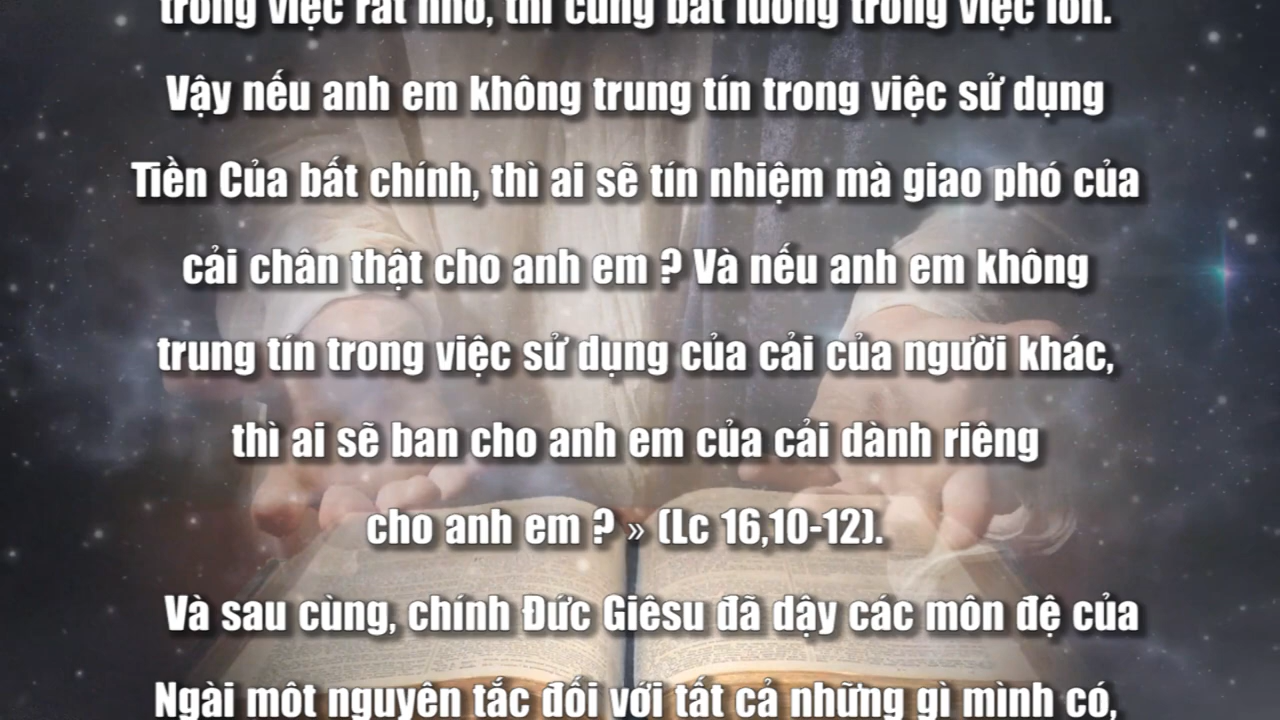 trong việc rất nhỏ, thì cũng bất lương trong việc lớn.
Vậy nếu anh em không trung tín trong việc sử dụng
Tiền Của bất chính, thì ai sẽ tín nhiệm mà giao phó của
cải chân thật cho anh em ? Và nếu anh em không
trung tín trong việc sử dụng của cải của người khác,
thì ai sẽ ban cho anh em của cải dành riêng
cho anh em ? » (Lc 16,10-12).
Và sau cùng, chính Đức Giêsu đã dậy các môn đệ của
Ngài một nguyên tắc đối với tất cả những gì mình có,